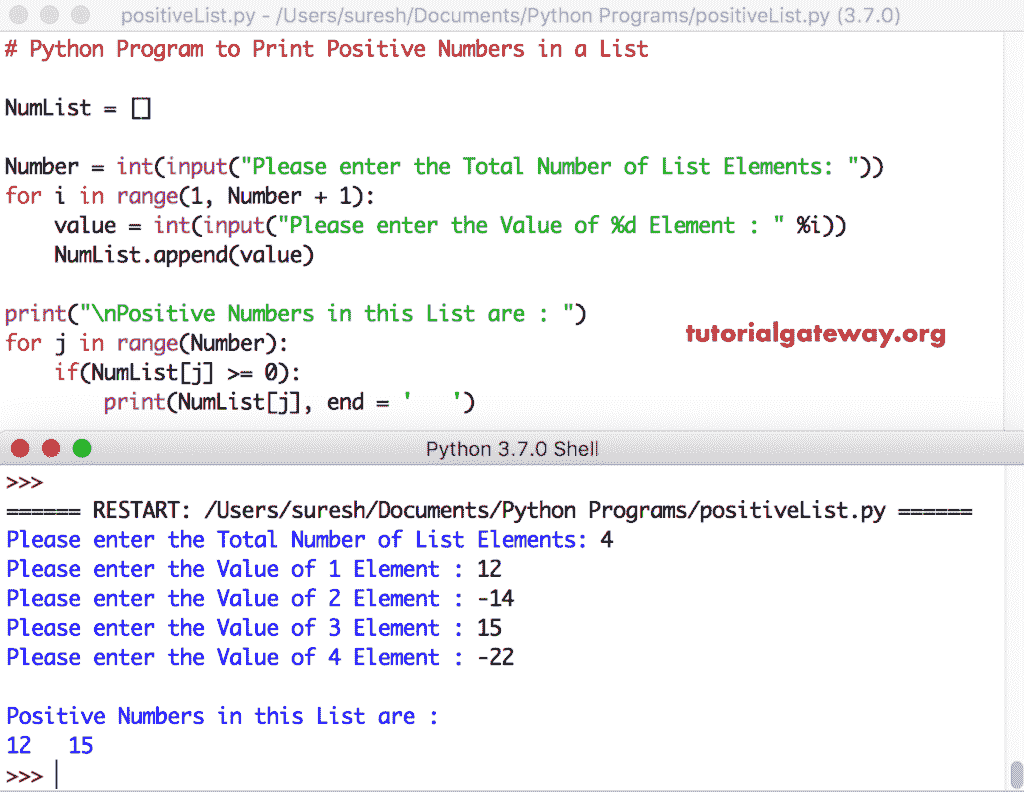 positiveList.py - /Users/suresh/Documents/Python Programs/positiveList.py (3.7.0)
# Python Program to Print Positive Numbers in a List
NumList = []
Number = int(input("Please enter the Total Number of List Elements: "))
for i in range(1, Number + 1):
    value = int(input("Please enter the Value of %d Element : " %i))
    NumList.append(value)
print("\nPositive Numbers in this List are : ")
for j in range(Number):
    if(NumList[j] >= 0):
        print(NumList[j], end = '   ')
tutorialgateway.org
Python 3.7.0 Shell
>>>
====== RESTART: /Users/suresh/Documents/Python Programs/positiveList.py ======
Please enter the Total Number of List Elements: 4
Please enter the Value of 1 Element : 12
Please enter the Value of 2 Element : -14
Please enter the Value of 3 Element : 15
Please enter the Value of 4 Element : -22
Positive Numbers in this List are :
12   15
>>>